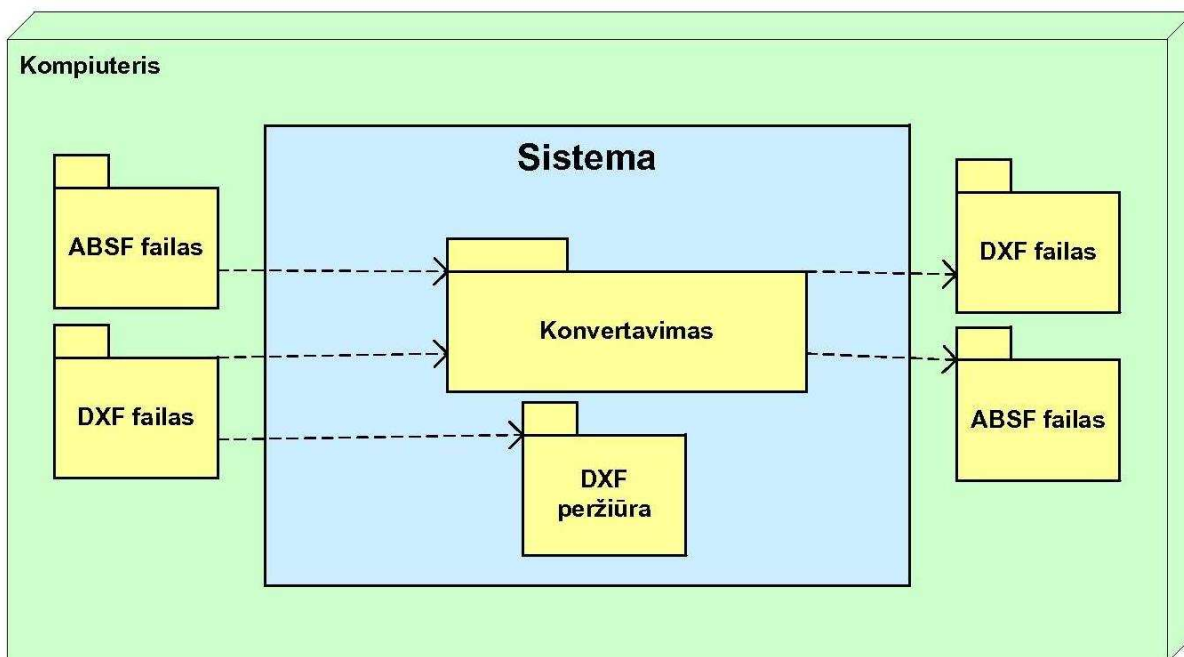 Kompiuteris
Sistema
ABSF failas
DXF failas
Konvertavimas
DXF failas
ABSF failas
DXF
peržiūra